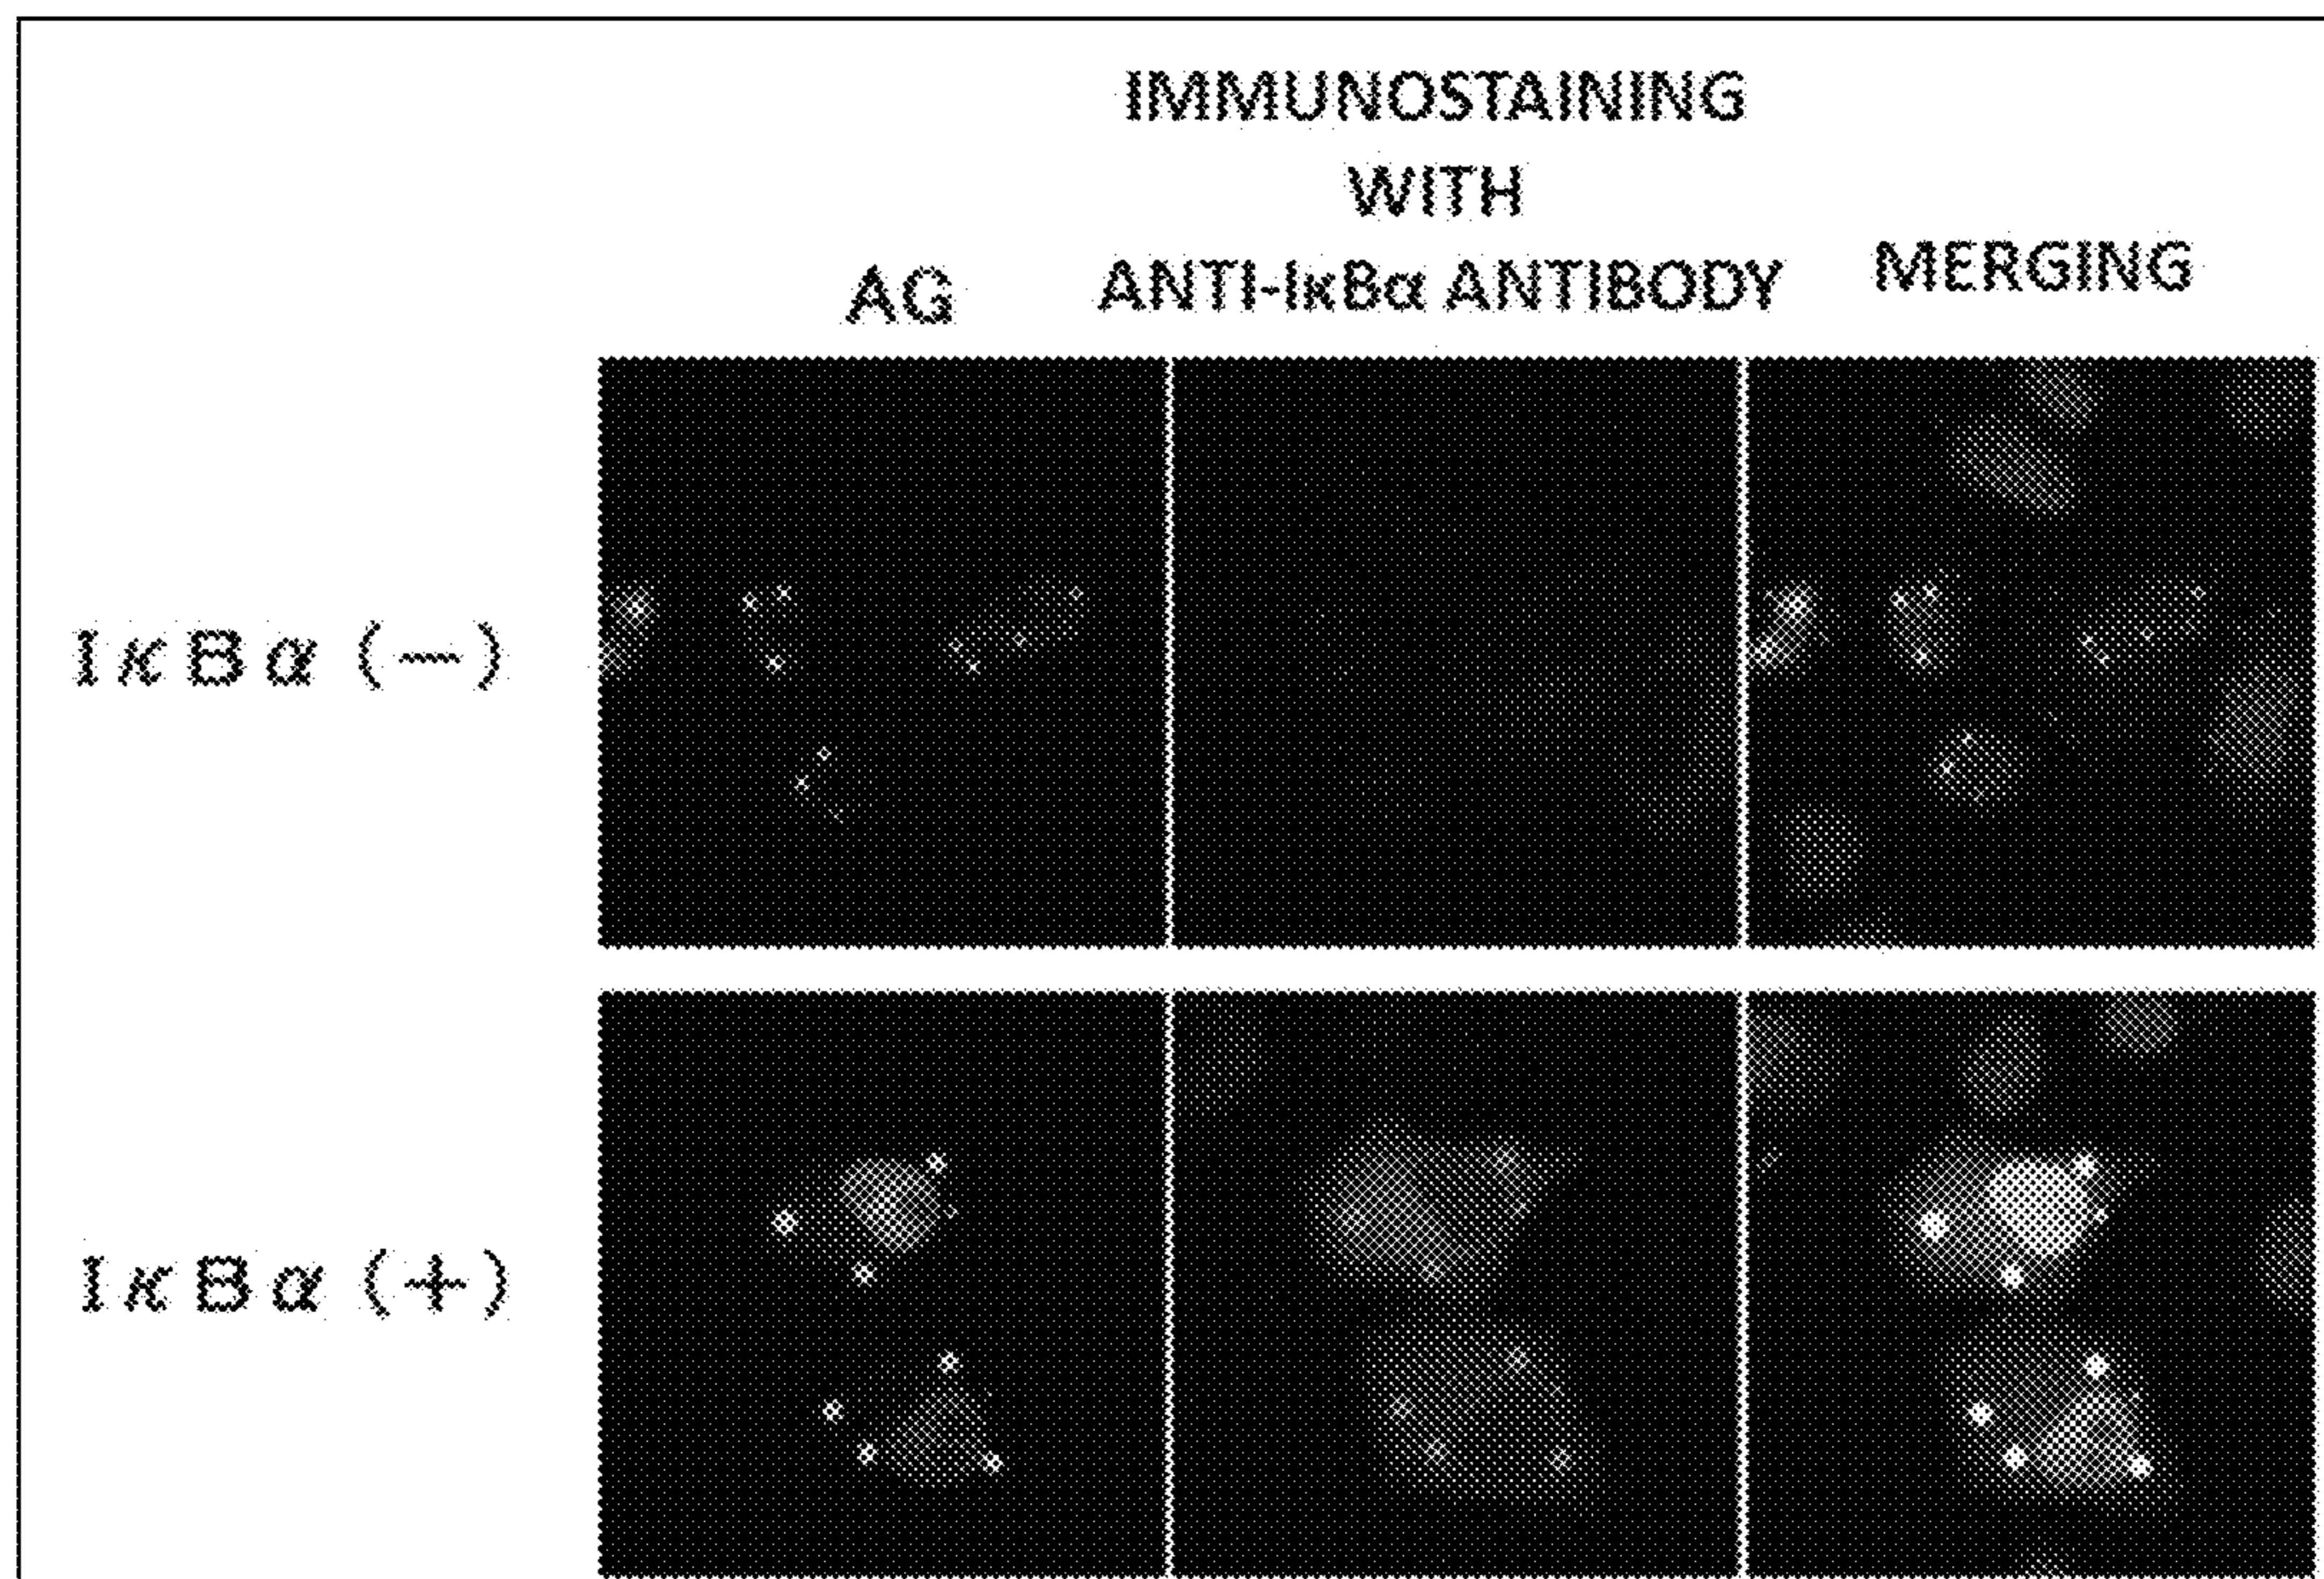 IMMUNOSTAINING
WITH
AG ANTI-IκBα ANTIBODY MERGING
IκBα (—)
IκBα (+)